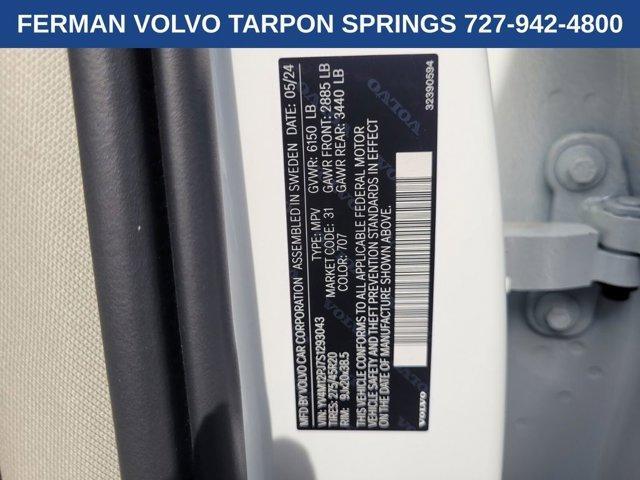 FERMAN VOLVO TARPON SPRINGS 727-942-4800
MFD BY VOLVO CAR CORPORATION ASSEMBLED IN SWEDEN DATE: 05/24
VIN: YV4M12PJ7S1293043 TYPE: MPV GVWR: 6150 LB
TIRES: 275/45R20 MARKET CODE: 31 GAWR FRONT: 2885 LB
RIM: 9Jx20x38.5 COLOR: 707 GAWR REAR: 3440 LB
THIS VEHICLE CONFORMS TO ALL APPLICABLE FEDERAL MOTOR
VEHICLE SAFETY AND THEFT PREVENTION STANDARDS IN EFFECT
ON THE DATE OF MANUFACTURE SHOWN ABOVE.
VOLVO
32390594